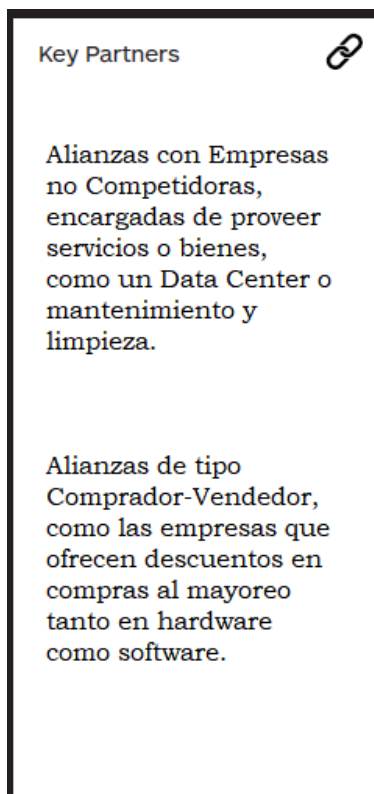 Key Partners
Alianzas con Empresas
no Competidoras,
encargadas de proveer
servicios o bienes,
como un Data Center o
mantenimiento y
limpieza.
Alianzas de tipo
Comprador-Vendedor,
como las empresas que
ofrecen descuentos en
compras al mayoreo
tanto en hardware
como software.